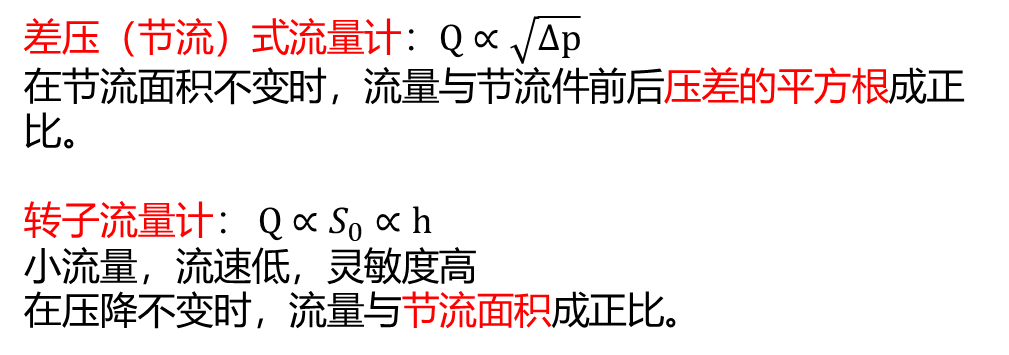 差压（节流）式流量计：Q ∝ √Δp
在节流面积不变时，流量与节流件前后压差的平方根成正
比。
转子流量计： Q ∝ S₀ ∝ h
小流量，流速低，灵敏度高
在压降不变时，流量与节流面积成正比。